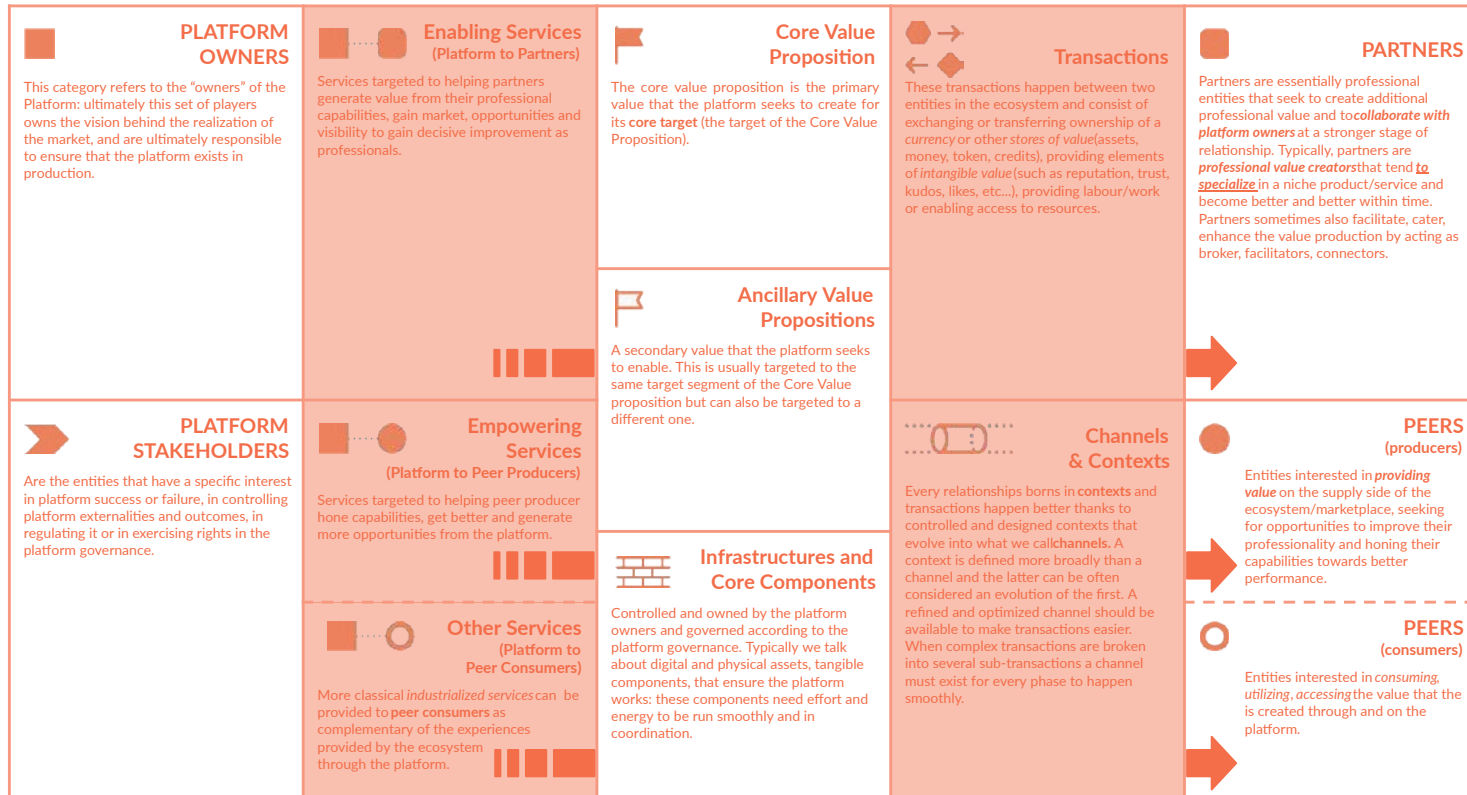 PLATFORM
OWNERS
This category refers to the “owners” of the
Platform: ultimately this set of players
owns the vision behind the realization of
the market, and are ultimately responsible
to ensure that the platform exists in
production.
Enabling Services
(Platform to Partners)
Services targeted to helping partners
generate value from their professional
capabilities, gain market, opportunities and
visibility to gain decisive improvement as
professionals.
Core Value
Proposition
The core value proposition is the primary
value that the platform seeks to create for
its core target (the target of the Core Value
Proposition).
Transactions
These transactions happen between two
entities in the ecosystem and consist of
exchanging or transferring ownership of a
currency or other stores of value(assets,
money, token, credits), providing elements
of intangible value(such as reputation, trust,
kudos, likes, etc...), providing labour/work
or enabling access to resources.
PARTNERS
Partners are essentially professional
entities that seek to create additional
professional value and tocollaborate with
platform owners at a stronger stage of
relationship. Typically, partners are
professional value creatorsthat tend to
specialize in a niche product/service and
become better and better within time.
Partners sometimes also facilitate, cater,
enhance the value production by acting as
broker, facilitators, connectors.
Ancillary Value
Propositions
A secondary value that the platform seeks
to enable. This is usually targeted to the
same target segment of the Core Value
proposition but can also be targeted to a
different one.
PLATFORM
STAKEHOLDERS
Are the entities that have a specific interest
in platform success or failure, in controlling
platform externalities and outcomes, in
regulating it or in exercising rights in the
platform governance.
Empowering
Services
(Platform to Peer Producers)
Services targeted to helping peer producer
hone capabilities, get better and generate
more opportunities from the platform.
Channels
& Contexts
Every relationships born in contexts and
transactions happen better thanks to
controlled and designed contexts that
evolve into what we callchannels. A
context is defined more broadly than a
channel and the latter can be often
considered an evolution of the first. A
refined and optimized channel should be
available to make transactions easier.
When complex transactions are broken
into several sub-transactions a channel
must exist for every phase to happen
smoothly.
PEERS
(producers)
Entities interested in providing
value on the supply side of the
ecosystem/marketplace, seeking
for opportunities to improve their
professionality and honing their
capabilities towards better
performance.
Infrastructures and
Core Components
Controlled and owned by the platform
owners and governed according to the
platform governance. Typically we talk
about digital and physical assets, tangible
components, that ensure the platform
works: these components need effort and
energy to be run smoothly and in
coordination.
Other Services
(Platform to
Peer Consumers)
More classical industrialized services can be
provided to peer consumers as
complementary of the experiences
provided by the ecosystem
through the platform.
PEERS
(consumers)
Entities interested in consuming,
utilizing, accessing the value that the
is created through and on the
platform.